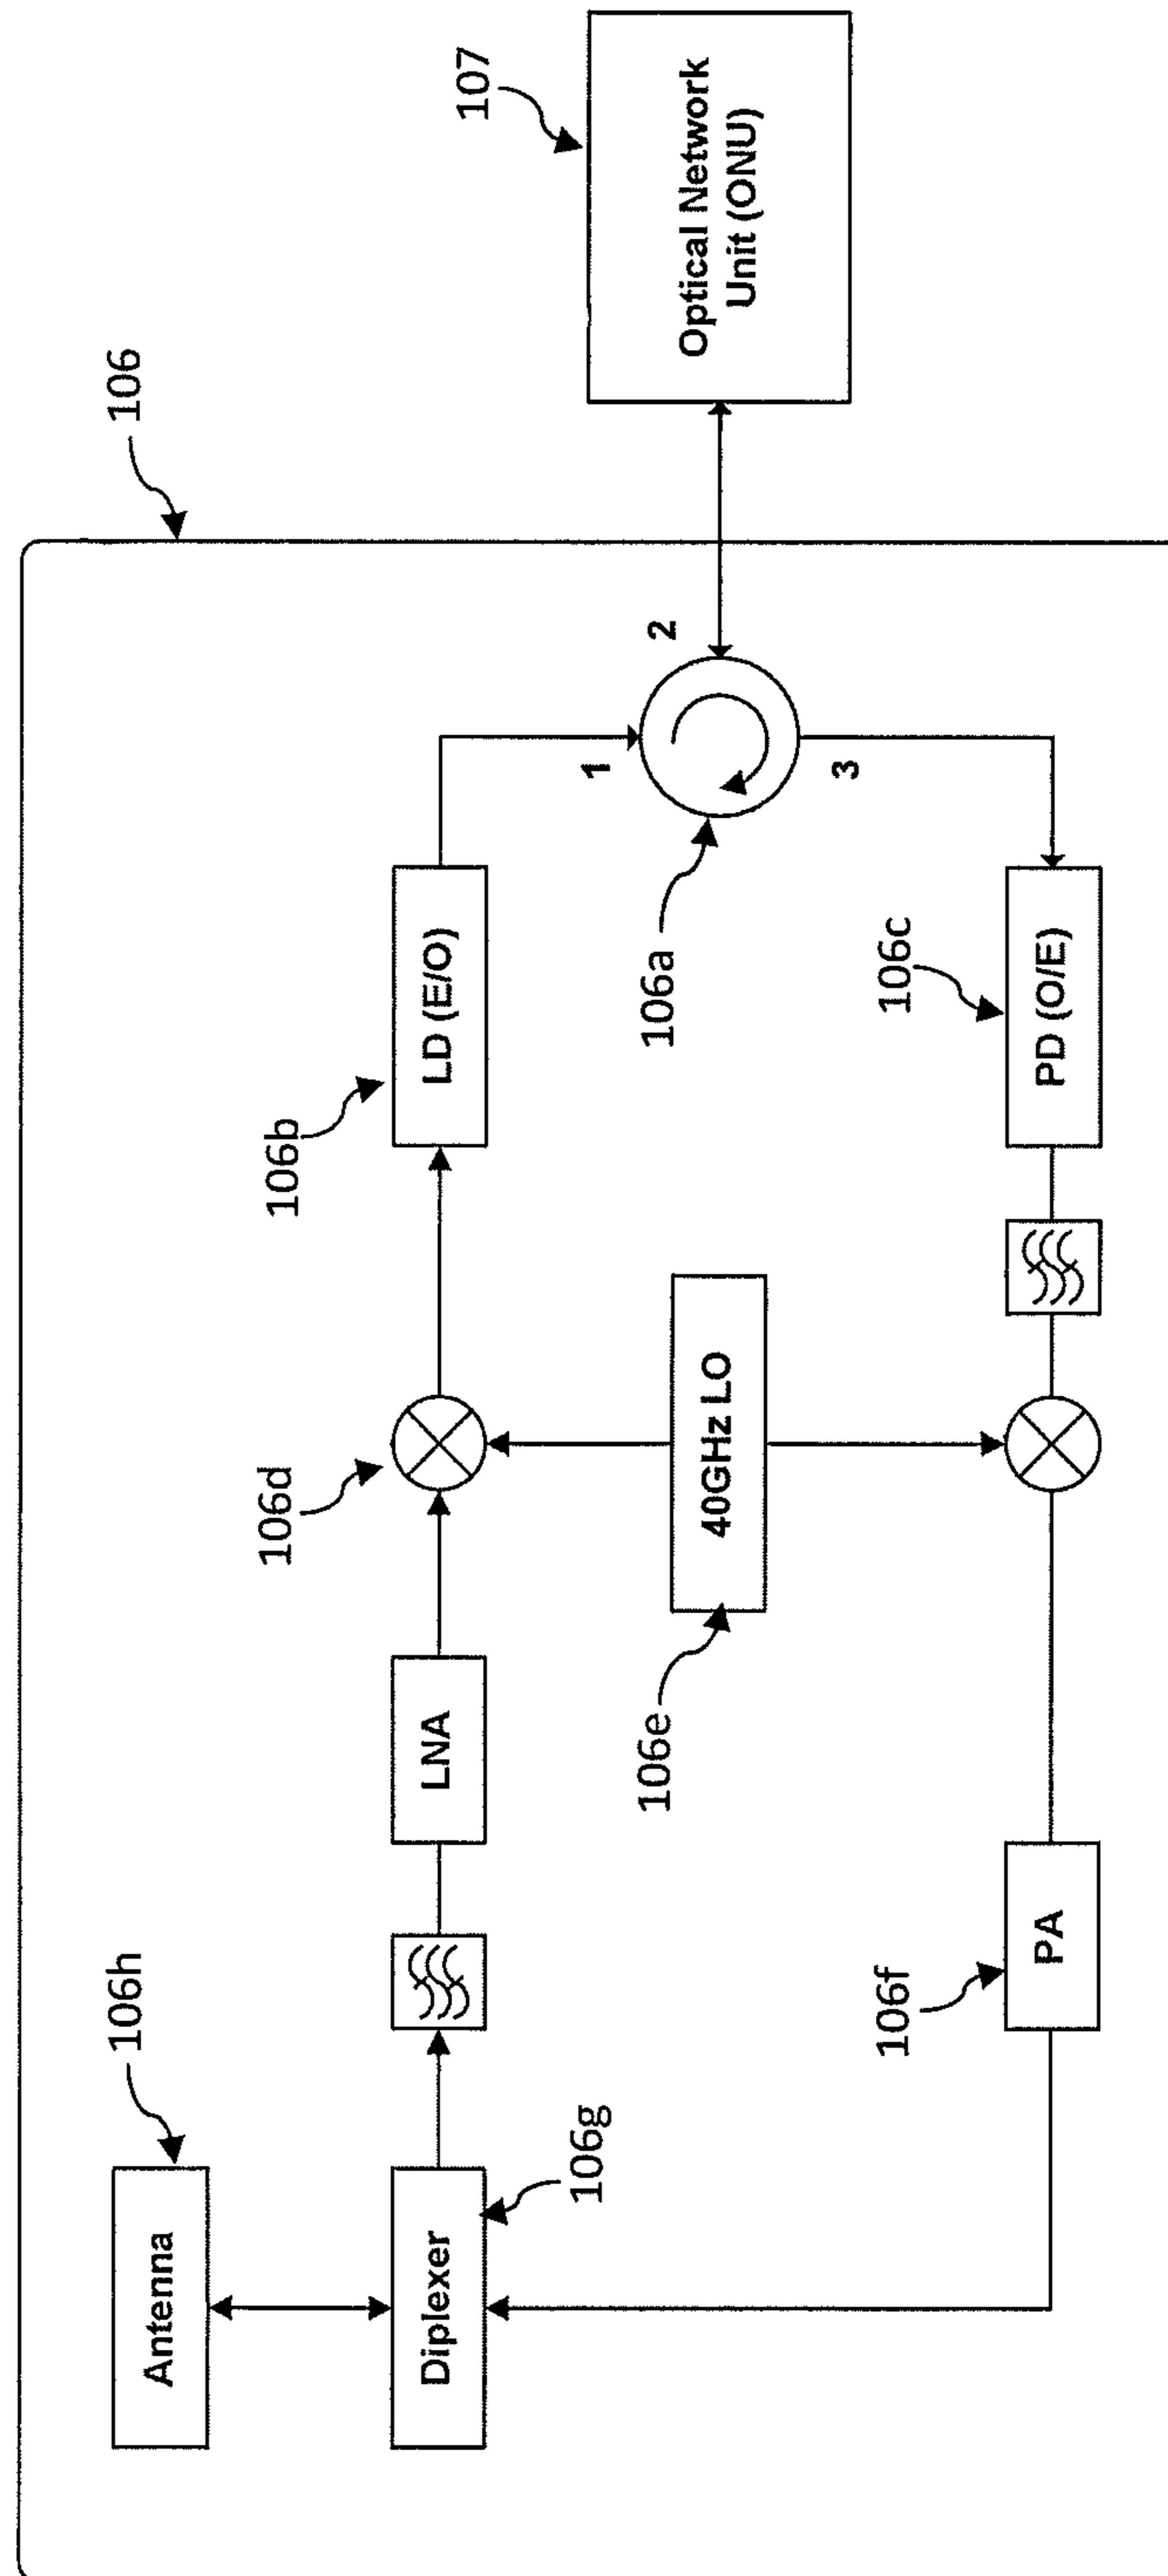 106
107
106h
Antenna
106g
Diplexer
LNA
106d
106b
LD (E/O)
1
2
Optical Network
Unit (ONU)
106a
3
106e
40GHz LO
106f
PA
106c
PD (O/E)